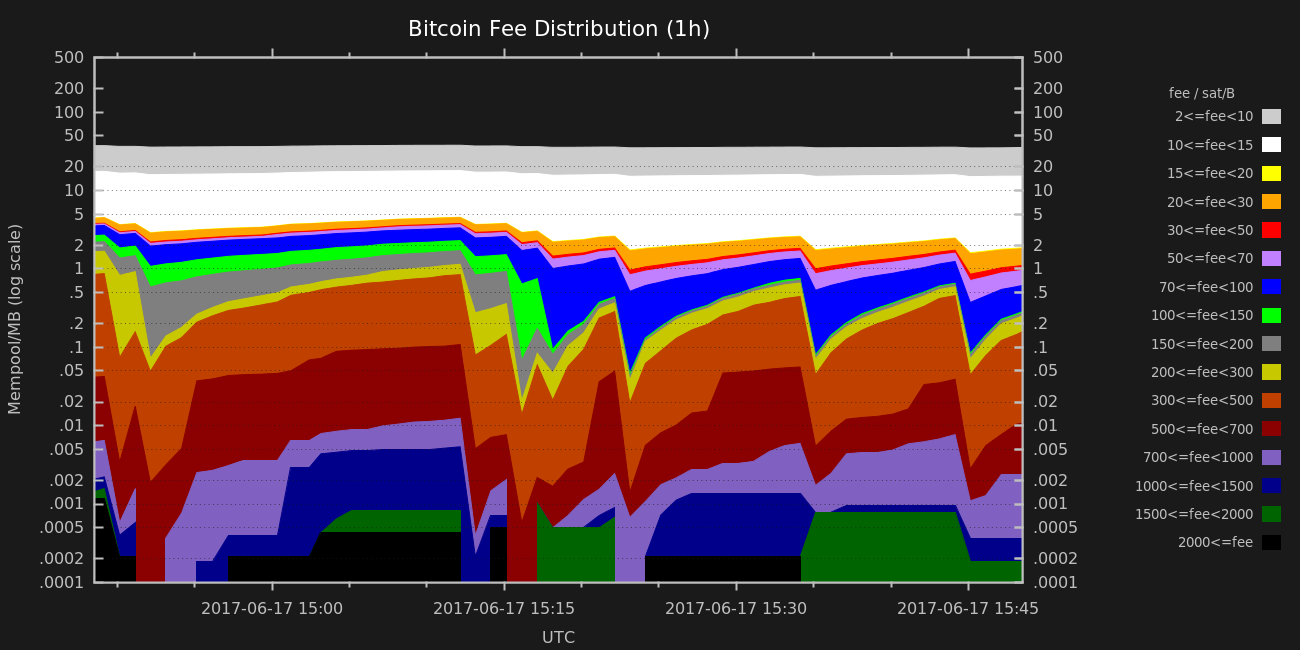 Bitcoin Fee Distribution (1h)
500 500
200 200
100 100
50 50
20 20
10 10
5 5
2 2
1 1
.5 .5
.2 .2
.1 .1
.05 .05
.02 .02
.01 .01
.005 .005
.002 .002
.001 .001
.0005 .0005
.0002 .0002
.0001 .0001
Mempool/MB (log scale)
2017-06-17 15:00 2017-06-17 15:15 2017-06-17 15:30 2017-06-17 15:45
UTC
fee / sat/B
2<=fee<10
10<=fee<15
15<=fee<20
20<=fee<30
30<=fee<50
50<=fee<70
70<=fee<100
100<=fee<150
150<=fee<200
200<=fee<300
300<=fee<500
500<=fee<700
700<=fee<1000
1000<=fee<1500
1500<=fee<2000
2000<=fee